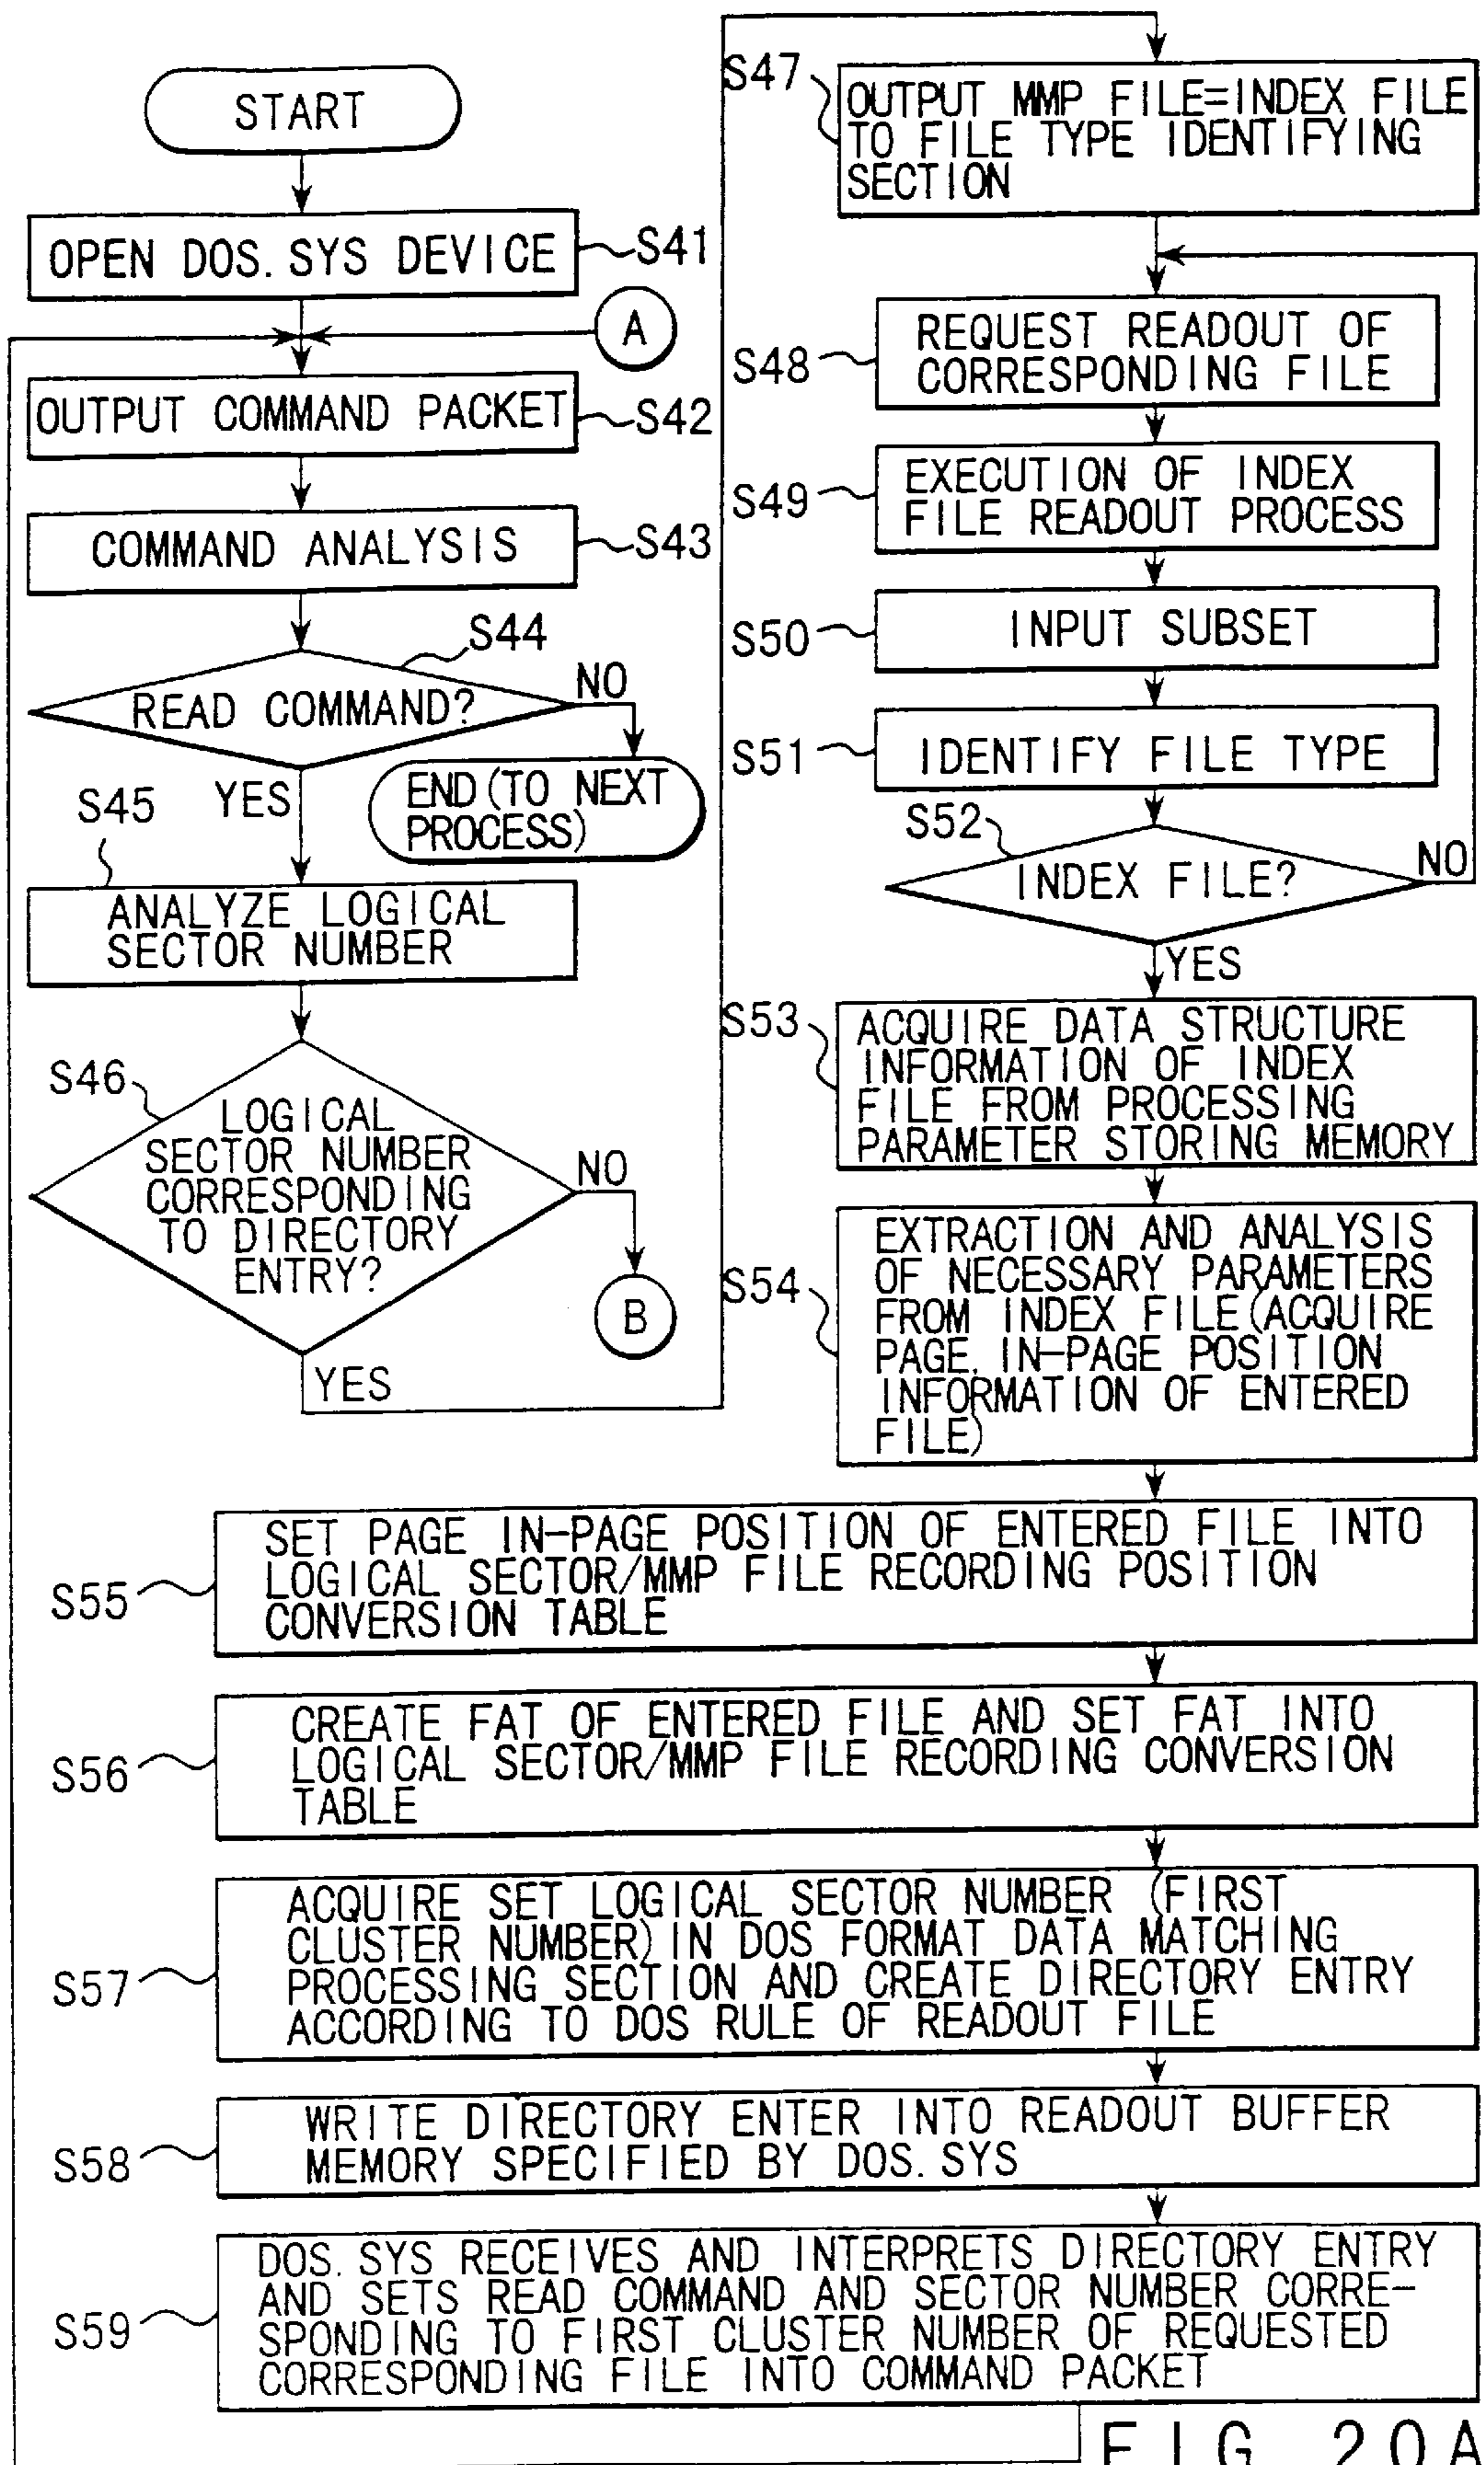 START
OPEN DOS.SYS DEVICE
S41
A
OUTPUT COMMAND PACKET
S42
COMMAND ANALYSIS
S43
S44
READ COMMAND?
NO
END (TO NEXT
PROCESS)
YES
S45
ANALYZE LOGICAL
SECTOR NUMBER
S46
LOGICAL
SECTOR NUMBER
CORRESPONDING
TO DIRECTORY
ENTRY?
NO
B
YES
S47
OUTPUT MMP FILE=INDEX FILE
TO FILE TYPE IDENTIFYING
SECTION
S48
REQUEST READOUT OF
CORRESPONDING FILE
S49
EXECUTION OF INDEX
FILE READOUT PROCESS
S50
INPUT SUBSET
S51
IDENTIFY FILE TYPE
S52
INDEX FILE?
NO
YES
S53
ACQUIRE DATA STRUCTURE
INFORMATION OF INDEX
FILE FROM PROCESSING
PARAMETER STORING MEMORY
S54
EXTRACTION AND ANALYSIS
OF NECESSARY PARAMETERS
FROM INDEX FILE(ACQUIRE
PAGE. IN-PAGE POSITION
INFORMATION OF ENTERED
FILE)
S55
SET PAGE IN-PAGE POSITION OF ENTERED FILE INTO
LOGICAL SECTOR/MMP FILE RECORDING POSITION
CONVERSION TABLE
S56
CREATE FAT OF ENTERED FILE AND SET FAT INTO
LOGICAL SECTOR/MMP FILE RECORDING CONVERSION
TABLE
S57
ACQUIRE SET LOGICAL SECTOR NUMBER (FIRST
CLUSTER NUMBER) IN DOS FORMAT DATA MATCHING
PROCESSING SECTION AND CREATE DIRECTORY ENTRY
ACCORDING TO DOS RULE OF READOUT FILE
S58
WRITE DIRECTORY ENTER INTO READOUT BUFFER
MEMORY SPECIFIED BY DOS.SYS
S59
DOS.SYS RECEIVES AND INTERPRETS DIRECTORY ENTRY
AND SETS READ COMMAND AND SECTOR NUMBER CORRE-
SPONDING TO FIRST CLUSTER NUMBER OF REQUESTED
CORRESPONDING FILE INTO COMMAND PACKET
FIG. 20A